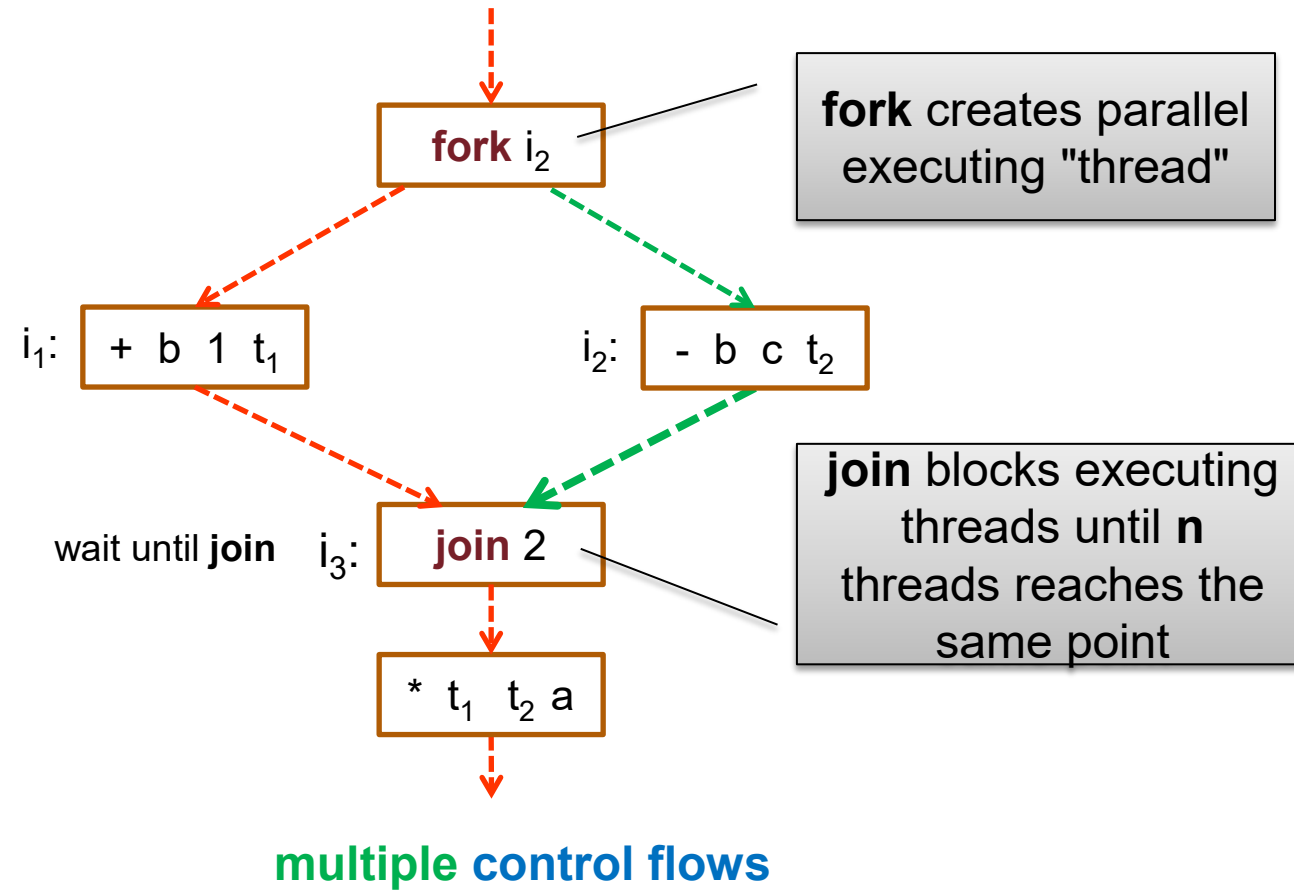 fork i₂
fork creates parallel
executing "thread"
i₁: + b 1 t₁
i₂: - b c t₂
wait until join i₃: join 2
join blocks executing
threads until n
threads reaches the
same point
* t₁ t₂ a
multiple control flows